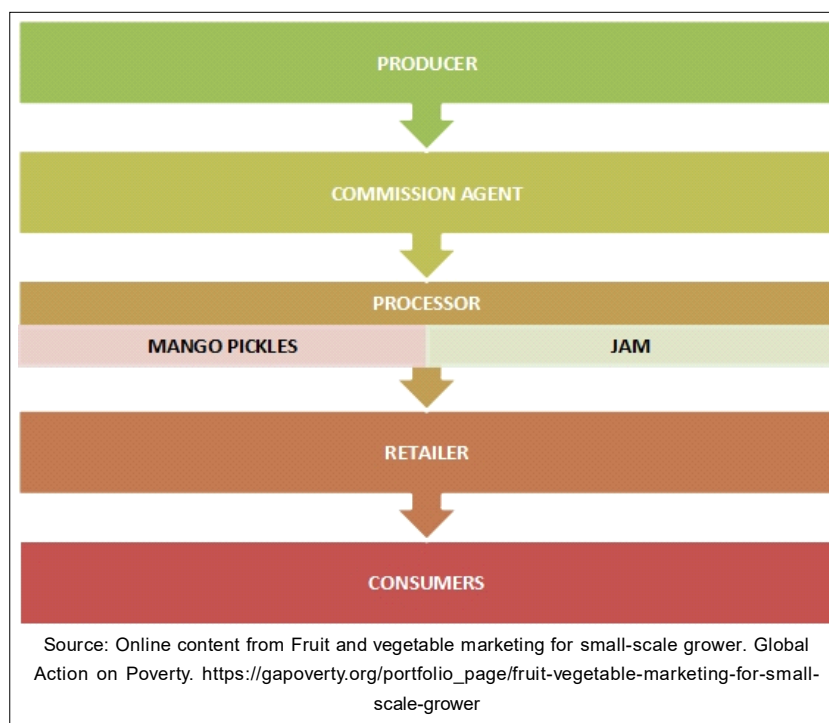 PRODUCER
COMMISSION AGENT
PROCESSOR
MANGO PICKLES
JAM
RETAILER
CONSUMERS
Source: Online content from Fruit and vegetable marketing for small-scale grower. Global
Action on Poverty. https://gapoverty.org/portfolio_page/fruit-vegetable-marketing-for-small-
scale-grower